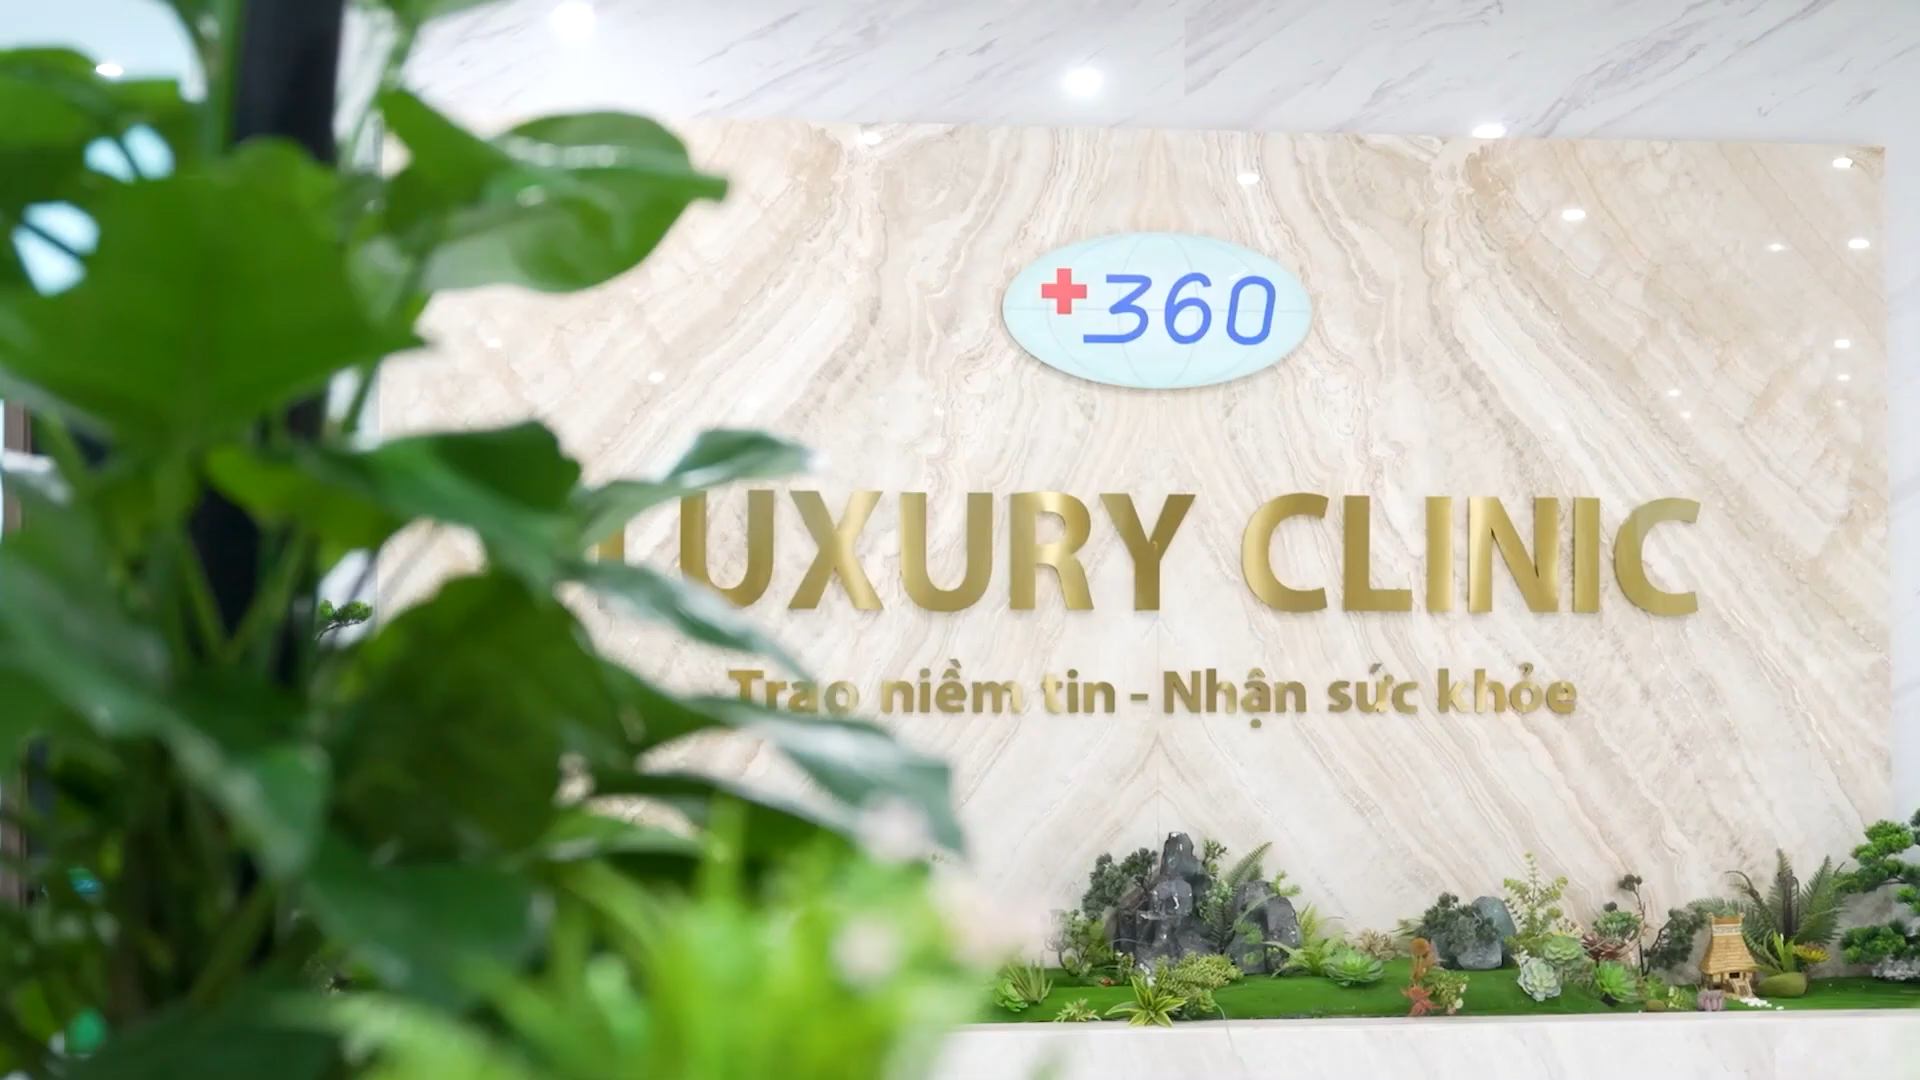 +360
LUXURY CLINIC
Trao niềm tin - Nhận sức khỏe